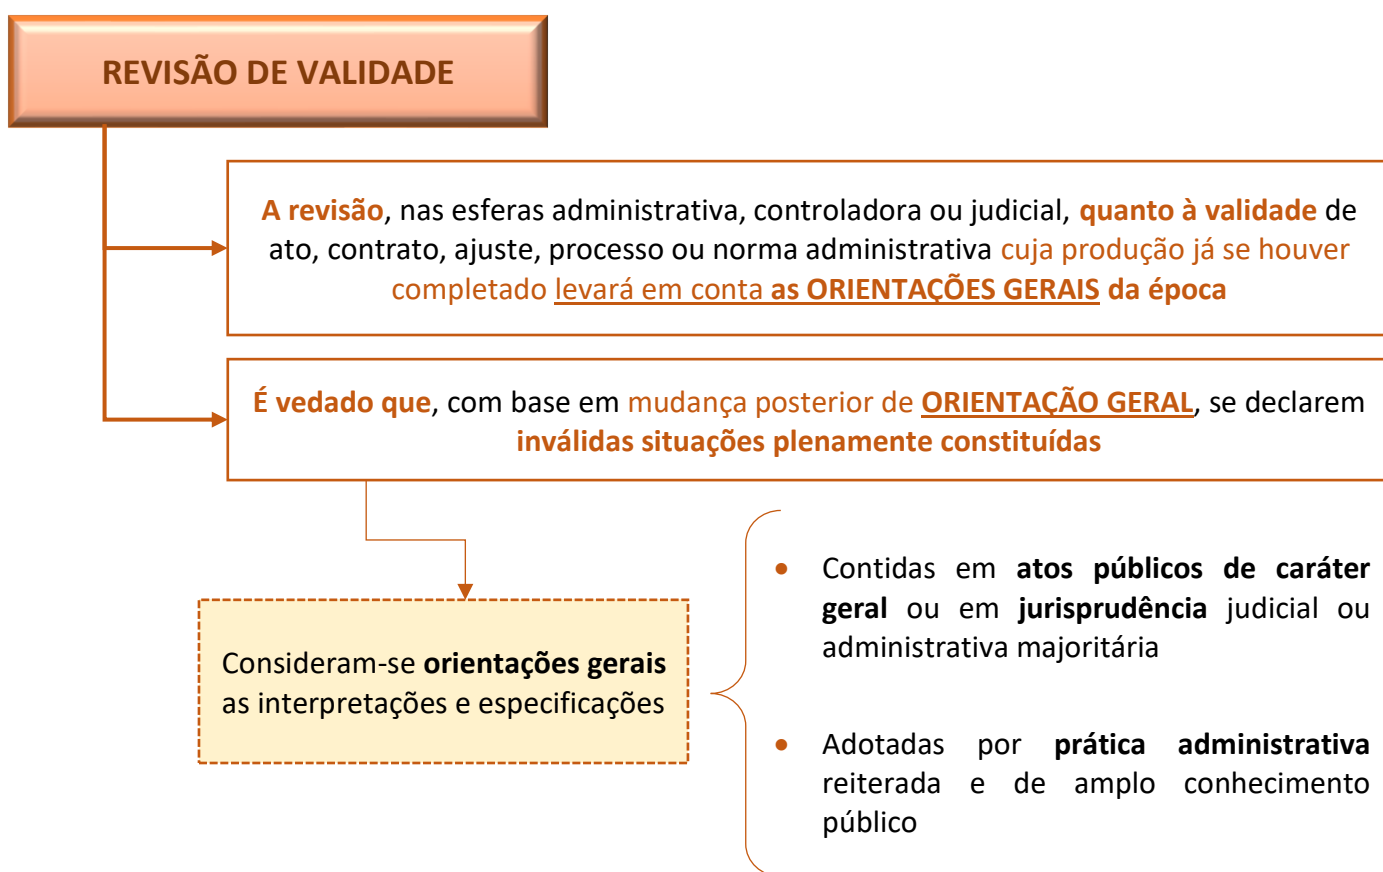 REVISÃO DE VALIDADE
A revisão, nas esferas administrativa, controladora ou judicial, quanto à validade de
ato, contrato, ajuste, processo ou norma administrativa cuja produção já se houver
completado levará em conta as ORIENTAÇÕES GERAIS da época
É vedado que, com base em mudança posterior de ORIENTAÇÃO GERAL, se declarem
inválidas situações plenamente constituídas
Consideram-se orientações gerais
as interpretações e especificações
• Contidas em atos públicos de caráter
geral ou em jurisprudência judicial ou
administrativa majoritária
• Adotadas por prática administrativa
reiterada e de amplo conhecimento
público